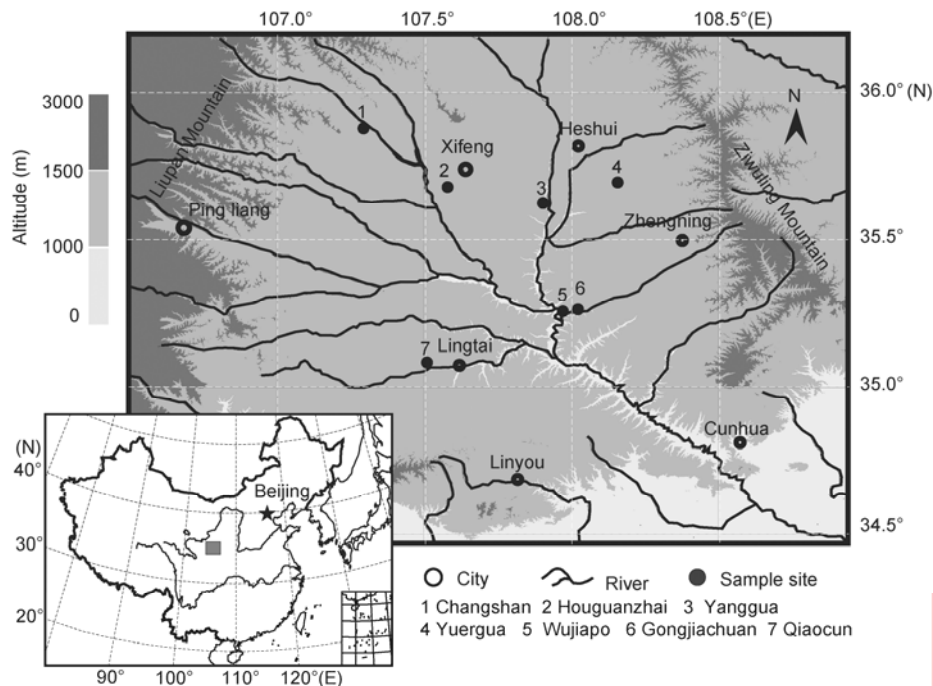 107.0° 107.5° 108.0° 108.5°(E)
36.0° (N)
3000
1500
1000
0
Altitude (m)
Liupan Mountain
1
Xifeng
2
Heshui
N
4
3
Ziwuling Mountain
Ping liang
Zhengning
35.5°
5 6
7 Lingtai
35.0°
Cunhua
Linyou
34.5°
(N)
40°
30°
20°
Beijing
90° 100° 110° 120°(E)
City River Sample site
1 Changshan 2 Houguanzhai 3 Yanggua
4 Yuergua 5 Wujiapo 6 Gongjiachuan 7 Qiaocun